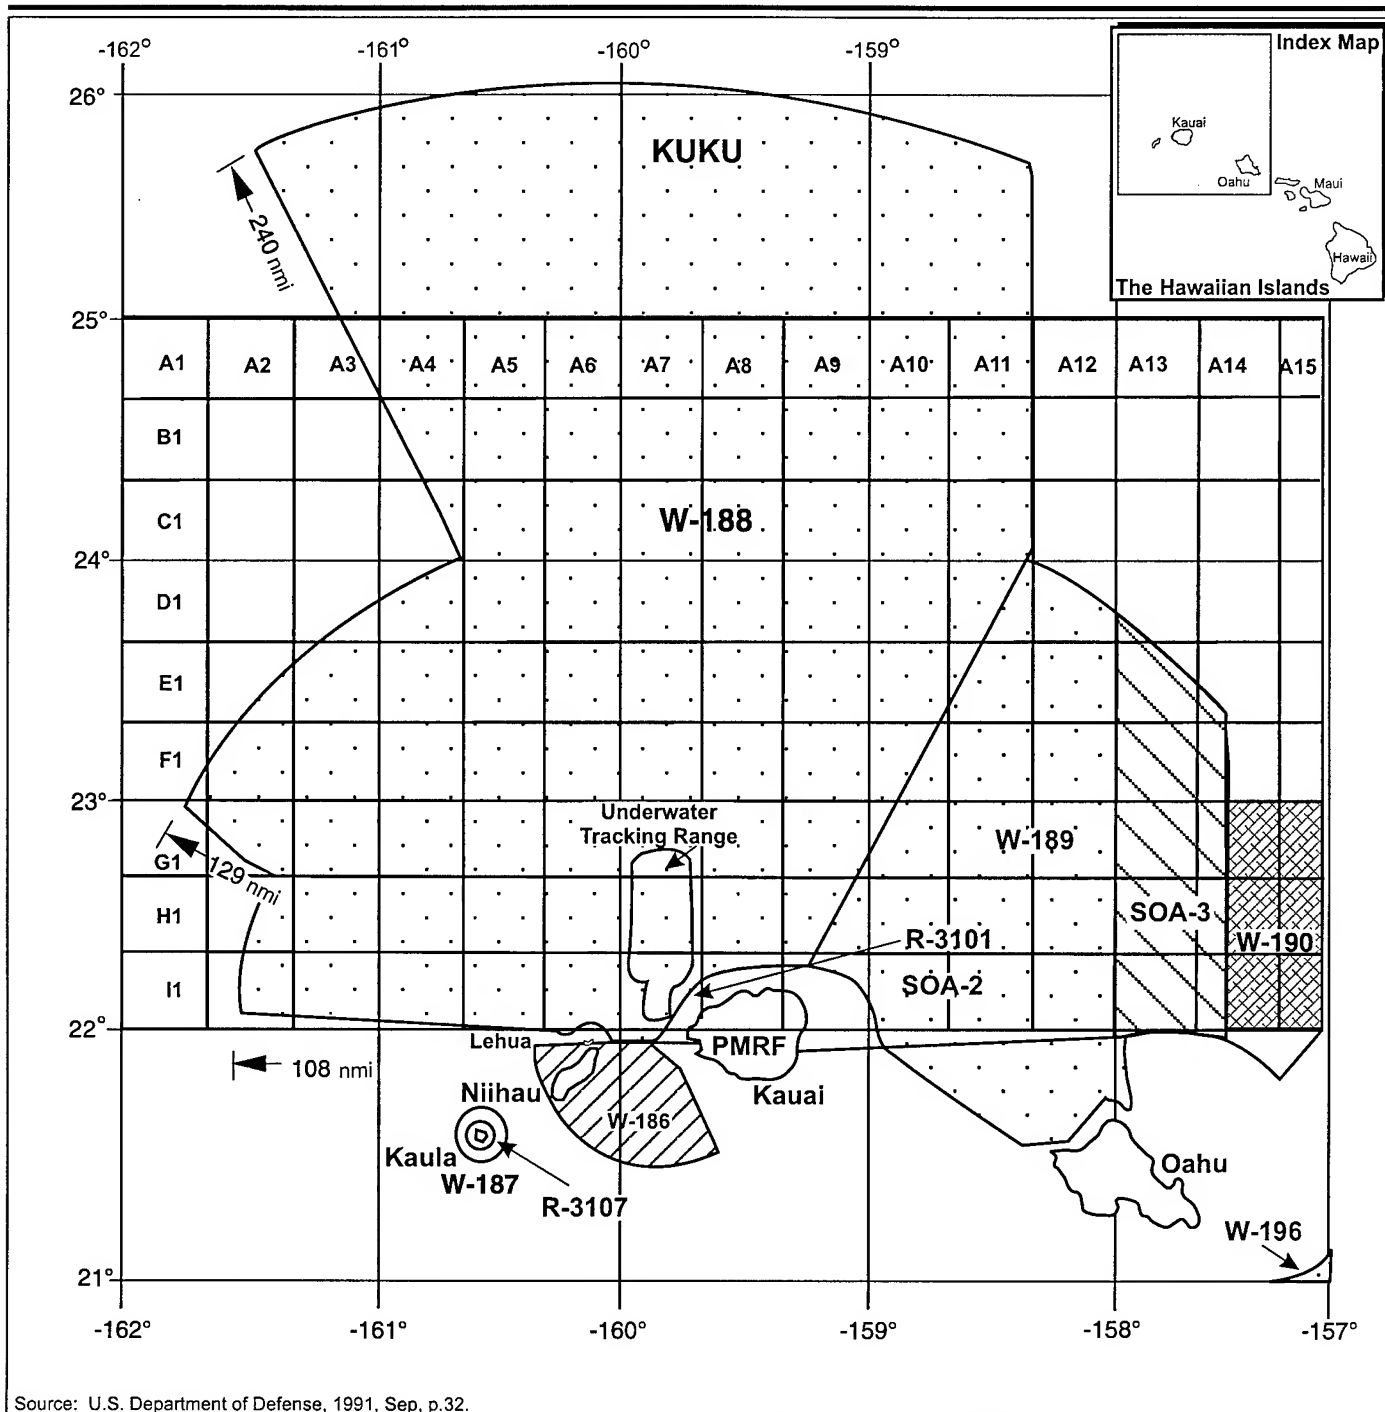 -162°
-161°
-160°
-159°
Index Map
Kauai
Oahu
Maui
Hawaii
The Hawaiian Islands
26°
KUKU
240 nmi
25°
A1
A2
A3
A4
A5
A6
A7
A8
A9
A10
A11
A12
A13
A14
A15
B1
C1
W-188
24°
D1
E1
F1
23°
Underwater
Tracking Range
W-189
G1
129 nmi
H1
SOA-3
R-3101
W-190
I1
SOA-2
22°
Lehua
PMRF
108 nmi
Niihau
Kauai
W-186
Kaula
W-187
R-3107
Oahu
W-196
21°
-162°
-161°
-160°
-159°
-158°
-157°
Source: U.S. Department of Defense, 1991, Sep, p.32.